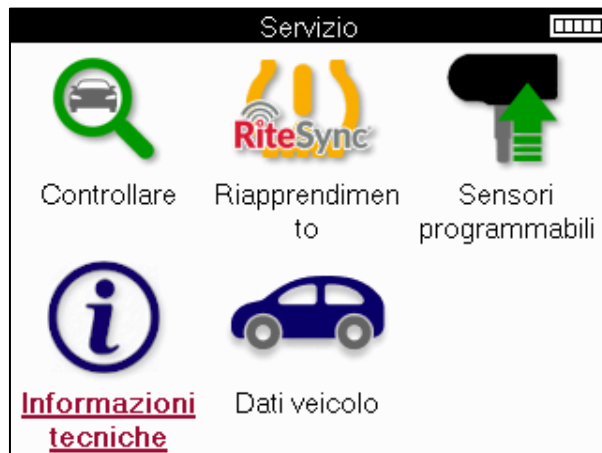 Servizio
RiteSync
Controllare
Riapprendimen
to
Sensori
programmabili
Informazioni
tecniche
Dati veicolo